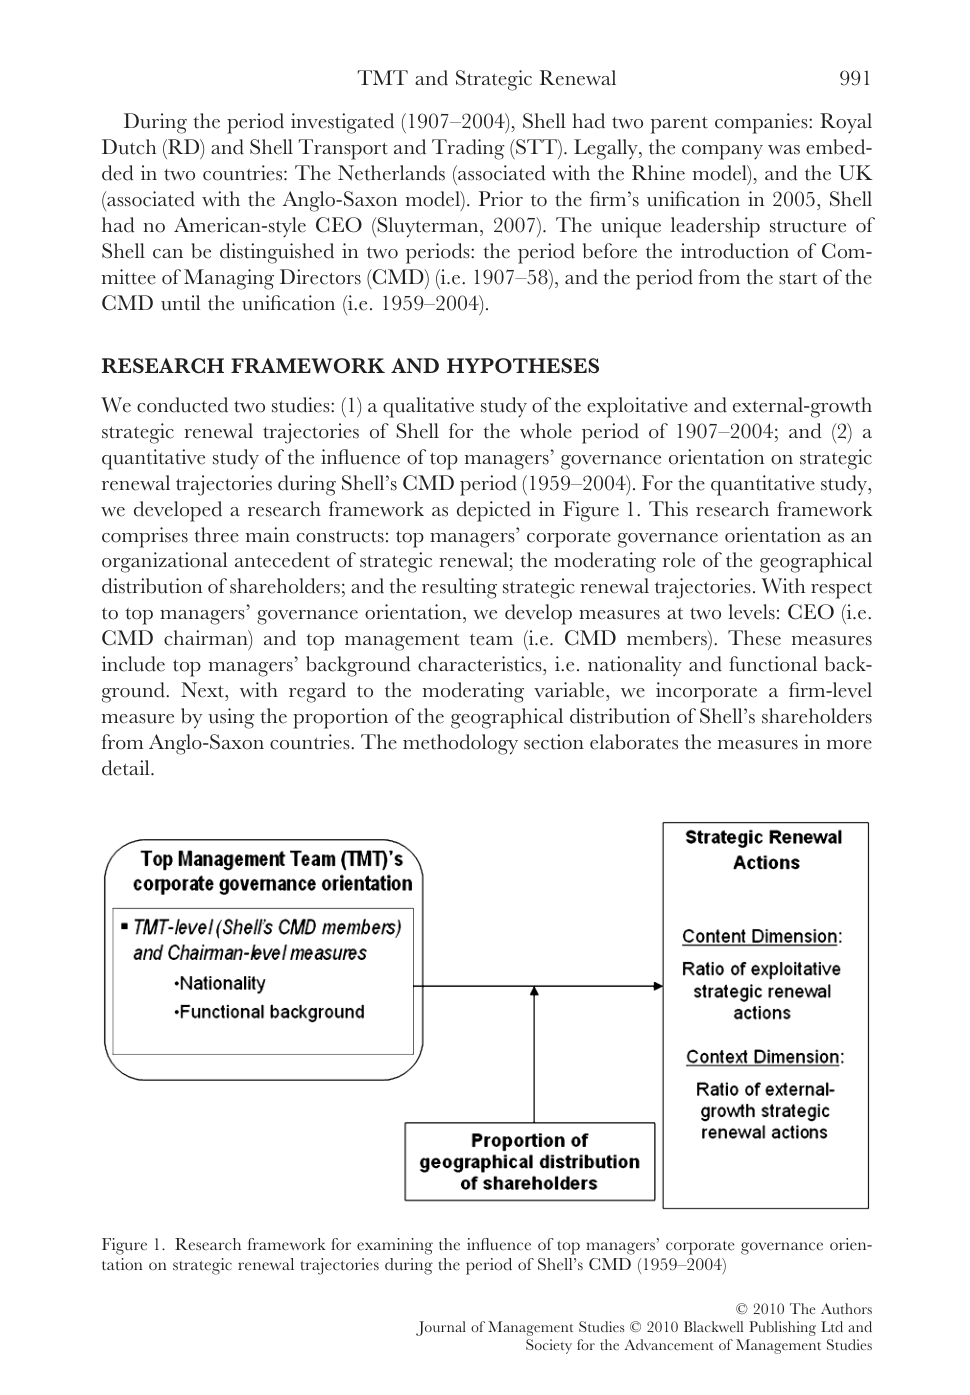 TMT and Strategic Renewal 991
During the period investigated (1907–2004), Shell had two parent companies: Royal
Dutch (RD) and Shell Transport and Trading (STT). Legally, the company was embed-
ded in two countries: The Netherlands (associated with the Rhine model), and the UK
(associated with the Anglo-Saxon model). Prior to the firm's unification in 2005, Shell
had no American-style CEO (Sluyterman, 2007). The unique leadership structure of
Shell can be distinguished in two periods: the period before the introduction of Com-
mittee of Managing Directors (CMD) (i.e. 1907–58), and the period from the start of the
CMD until the unification (i.e. 1959–2004).
RESEARCH FRAMEWORK AND HYPOTHESES
We conducted two studies: (1) a qualitative study of the exploitative and external-growth
strategic renewal trajectories of Shell for the whole period of 1907–2004; and (2) a
quantitative study of the influence of top managers' governance orientation on strategic
renewal trajectories during Shell's CMD period (1959–2004). For the quantitative study,
we developed a research framework as depicted in Figure 1. This research framework
comprises three main constructs: top managers' corporate governance orientation as an
organizational antecedent of strategic renewal; the moderating role of the geographical
distribution of shareholders; and the resulting strategic renewal trajectories. With respect
to top managers' governance orientation, we develop measures at two levels: CEO (i.e.
CMD chairman) and top management team (i.e. CMD members). These measures
include top managers' background characteristics, i.e. nationality and functional back-
ground. Next, with regard to the moderating variable, we incorporate a firm-level
measure by using the proportion of the geographical distribution of Shell's shareholders
from Anglo-Saxon countries. The methodology section elaborates the measures in more
detail.
Top Management Team (TMT)'s
corporate governance orientation
▪ TMT-level (Shell's CMD members)
and Chairman-level measures
•Nationality
•Functional background
Proportion of
geographical distribution
of shareholders
Strategic Renewal
Actions
Content Dimension:
Ratio of exploitative
strategic renewal
actions
Context Dimension:
Ratio of external-
growth strategic
renewal actions
Figure 1. Research framework for examining the influence of top managers' corporate governance orien-
tation on strategic renewal trajectories during the period of Shell's CMD (1959–2004)
© 2010 The Authors
Journal of Management Studies © 2010 Blackwell Publishing Ltd and
Society for the Advancement of Management Studies